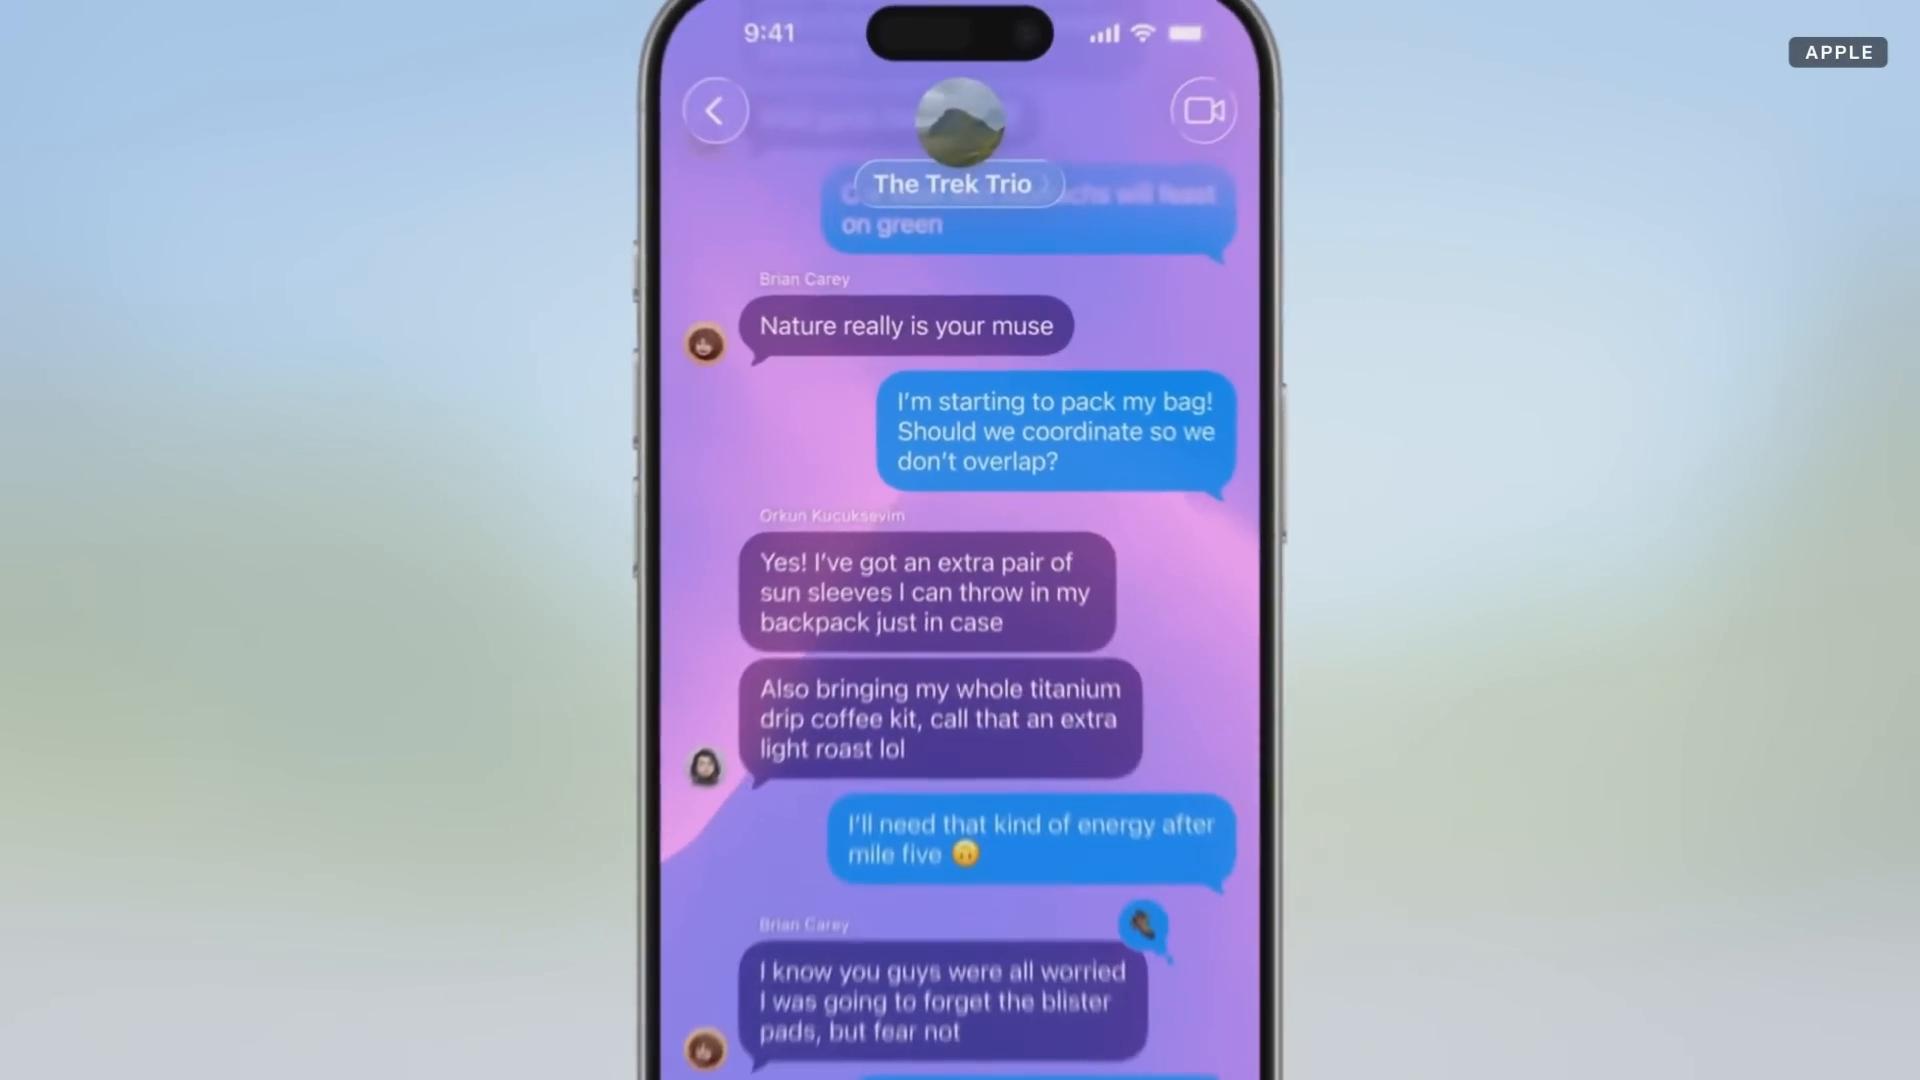 9:41
APPLE
The Trek Trio
will feast
on green
Brian Carey
Nature really is your muse
I'm starting to pack my bag!
Should we coordinate so we
don't overlap?
Orkun Kucuksevim
Yes! I've got an extra pair of
sun sleeves I can throw in my
backpack just in case
Also bringing my whole titanium
drip coffee kit, call that an extra
light roast lol
I'll need that kind of energy after
mile five 🙃
Brian Carey
I know you guys were all worried
I was going to forget the blister
pads, but fear not